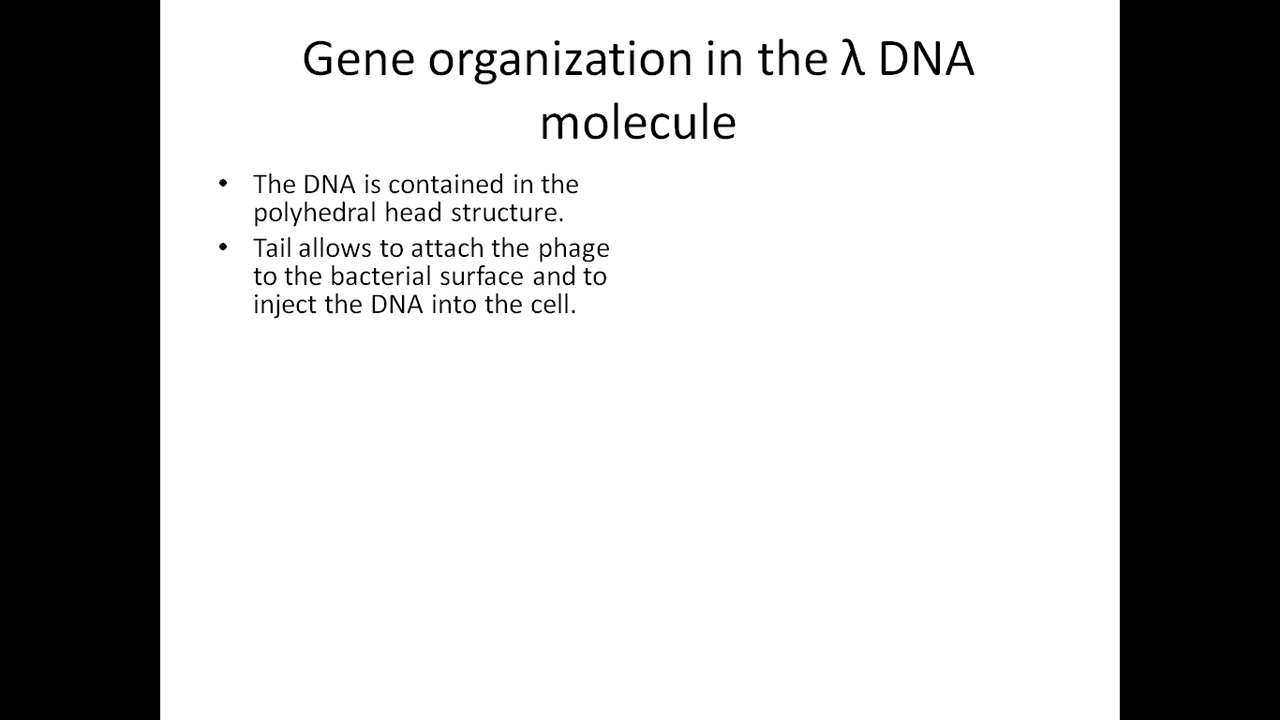 Gene organization in the λ DNA
molecule
• The DNA is contained in the
polyhedral head structure.
• Tail allows to attach the phage
to the bacterial surface and to
inject the DNA into the cell.